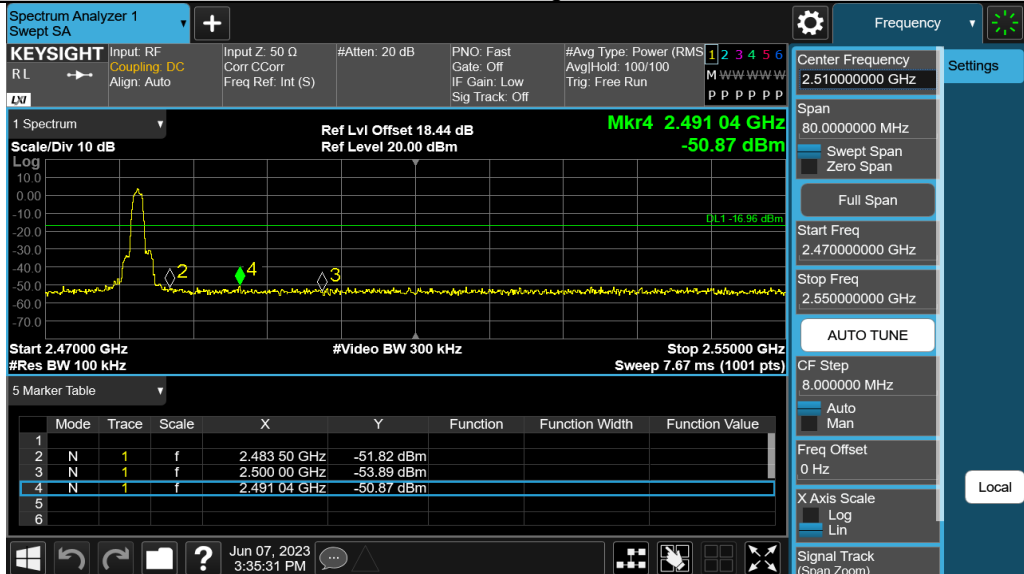 Spectrum Analyzer 1
Swept SA
+
Frequency
KEYSIGHT
R L
LXI
Input: RF
Coupling: DC
Align: Auto
Input Z: 50 Ω
Corr CCorr
Freq Ref: Int (S)
#Atten: 20 dB
PNO: Fast
Gate: Off
IF Gain: Low
Sig Track: Off
#Avg Type: Power (RMS
Avg|Hold: 100/100
Trig: Free Run
1 2 3 4 5 6
M W W W W W
P P P P P P
1 Spectrum
Scale/Div 10 dB
Ref Lvl Offset 18.44 dB
Ref Level 20.00 dBm
Mkr4 2.491 04 GHz
-50.87 dBm
Log
10.0
0.00
-10.0
-20.0
-30.0
-40.0
-50.0
-60.0
-70.0
DL1 -16.96 dBm
2
4
3
Start 2.47000 GHz
#Video BW 300 kHz
Stop 2.55000 GHz
#Res BW 100 kHz
Sweep 7.67 ms (1001 pts)
5 Marker Table
Mode Trace Scale X Y Function Function Width Function Value
1
2 N 1 f 2.483 50 GHz -51.82 dBm
3 N 1 f 2.500 00 GHz -53.89 dBm
4 N 1 f 2.491 04 GHz -50.87 dBm
5
6
?
Jun 07, 2023
3:35:31 PM
Center Frequency
2.510000000 GHz
Span
80.0000000 MHz
Swept Span
Zero Span
Full Span
Start Freq
2.470000000 GHz
Stop Freq
2.550000000 GHz
AUTO TUNE
CF Step
8.000000 MHz
Auto
Man
Freq Offset
0 Hz
X Axis Scale
Log
Lin
Signal Track
(Span Zoom)
Settings
Local